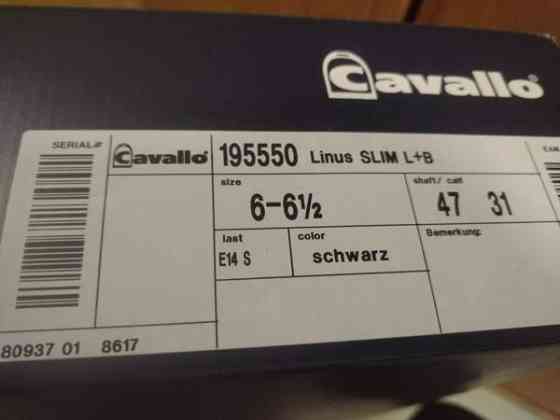 Cavallo
SERIAL#
Cavallo 195550 Linus SLIM L+B
size
6-6½
shaft/ calf
47 31
last
E14 S
color
schwarz
Bemerkung:
80937 01 8617